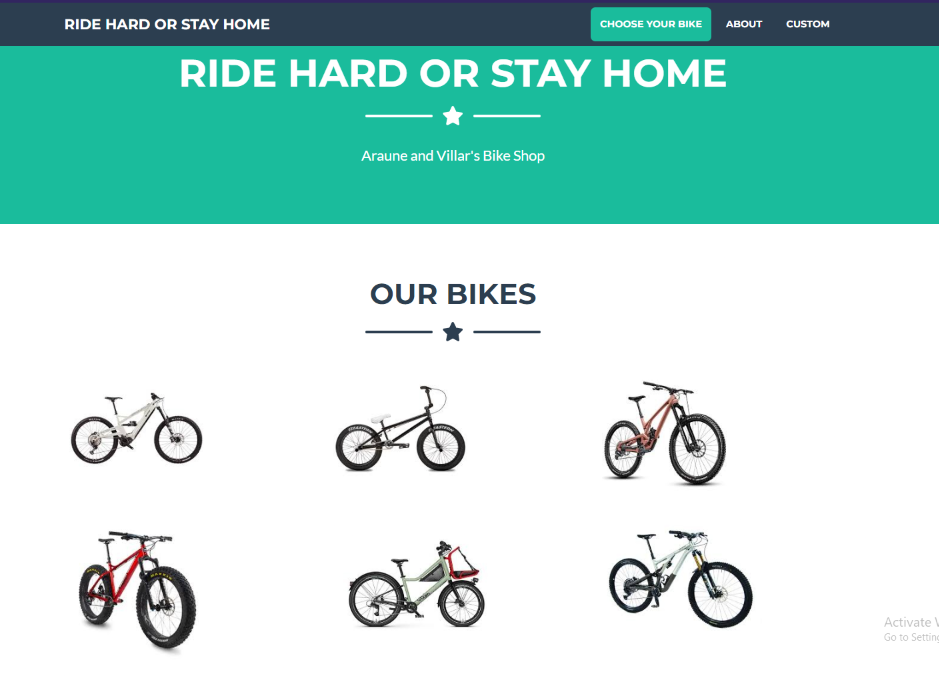 RIDE HARD OR STAY HOME
CHOOSE YOUR BIKE
ABOUT
CUSTOM
RIDE HARD OR STAY HOME
Araune and Villar's Bike Shop
OUR BIKES
Activate
Go to Setting